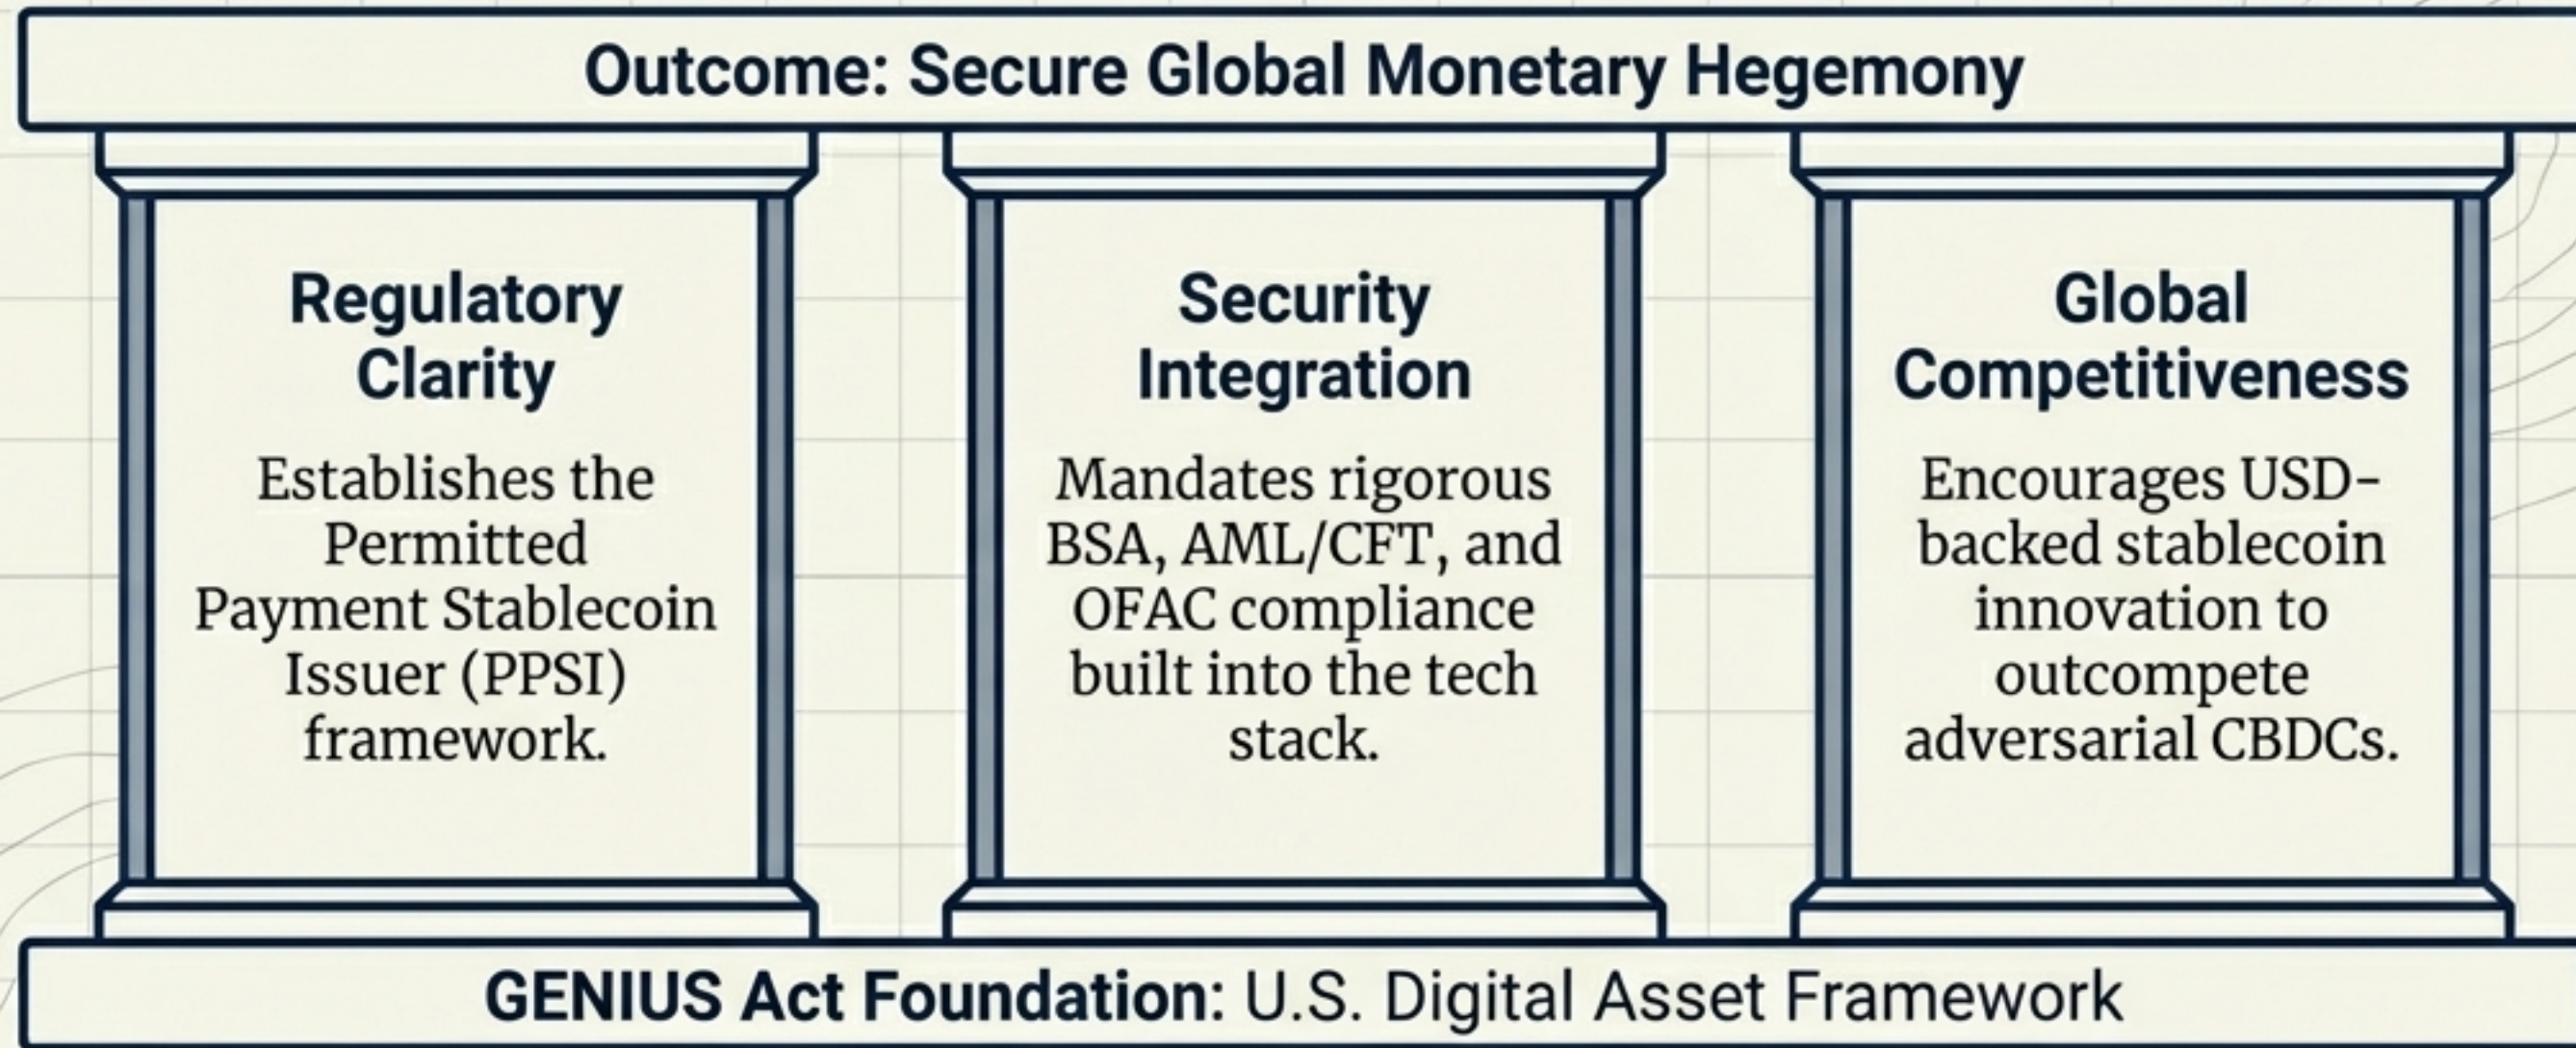 Outcome: Secure Global Monetary Hegemony
Regulatory
Clarity
Establishes the
Permitted
Payment Stablecoin
Issuer (PPSI)
framework.
Security
Integration
Mandates rigorous
BSA, AML/CFT, and
OFAC compliance
built into the tech
stack.
Global
Competitiveness
Encourages USD-
backed stablecoin
innovation to
outcompete
adversarial CBDCs.
GENIUS Act Foundation: U.S. Digital Asset Framework